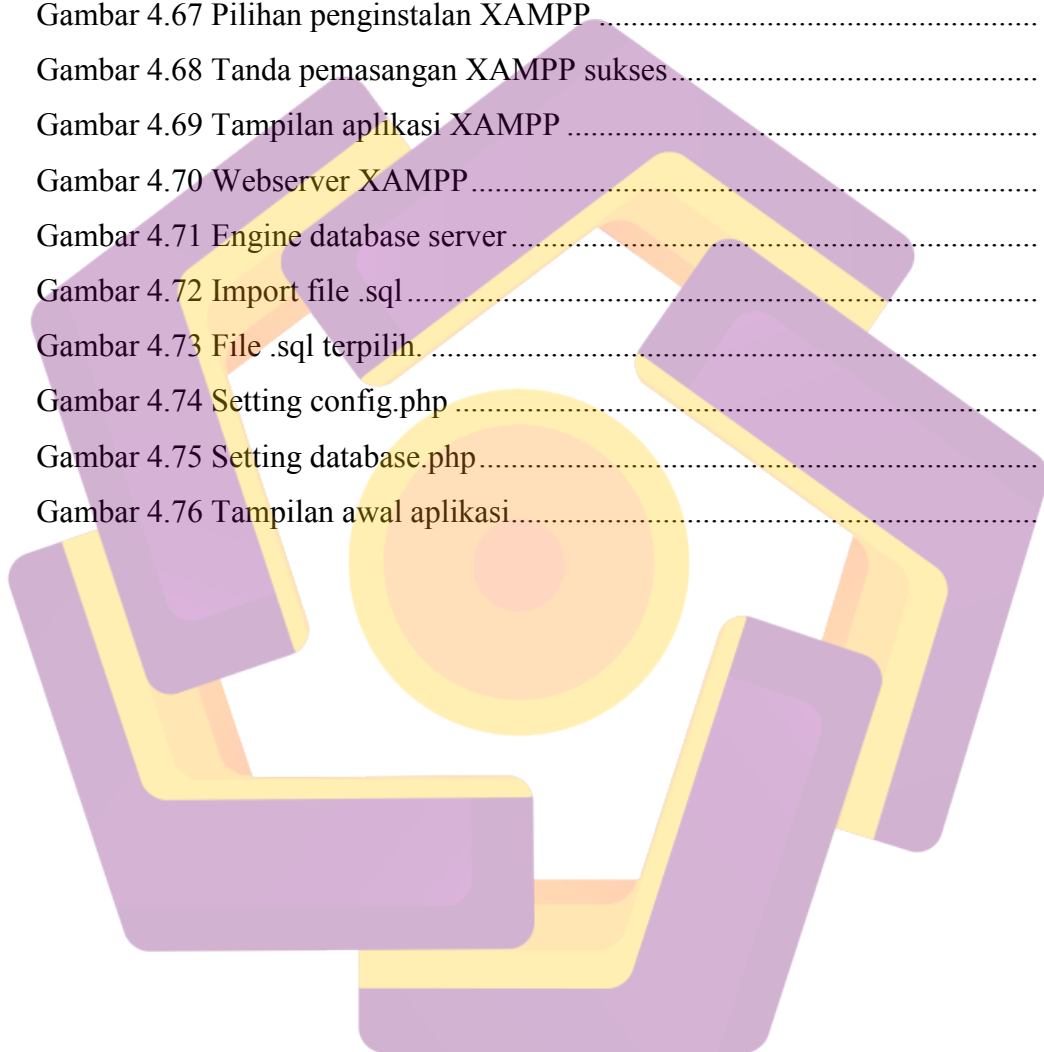 Gambar 4.67 Pilihan penginstalan XAMPP ..........................................................
Gambar 4.68 Tanda pemasangan XAMPP sukses ................................................
Gambar 4.69 Tampilan aplikasi XAMPP ..............................................................
Gambar 4.70 Webserver XAMPP ..........................................................................
Gambar 4.71 Engine database server .....................................................................
Gambar 4.72 Import file .sql ..................................................................................
Gambar 4.73 File .sql terpilih. ................................................................................
Gambar 4.74 Setting config.php .............................................................................
Gambar 4.75 Setting database.php .........................................................................
Gambar 4.76 Tampilan awal aplikasi .....................................................................